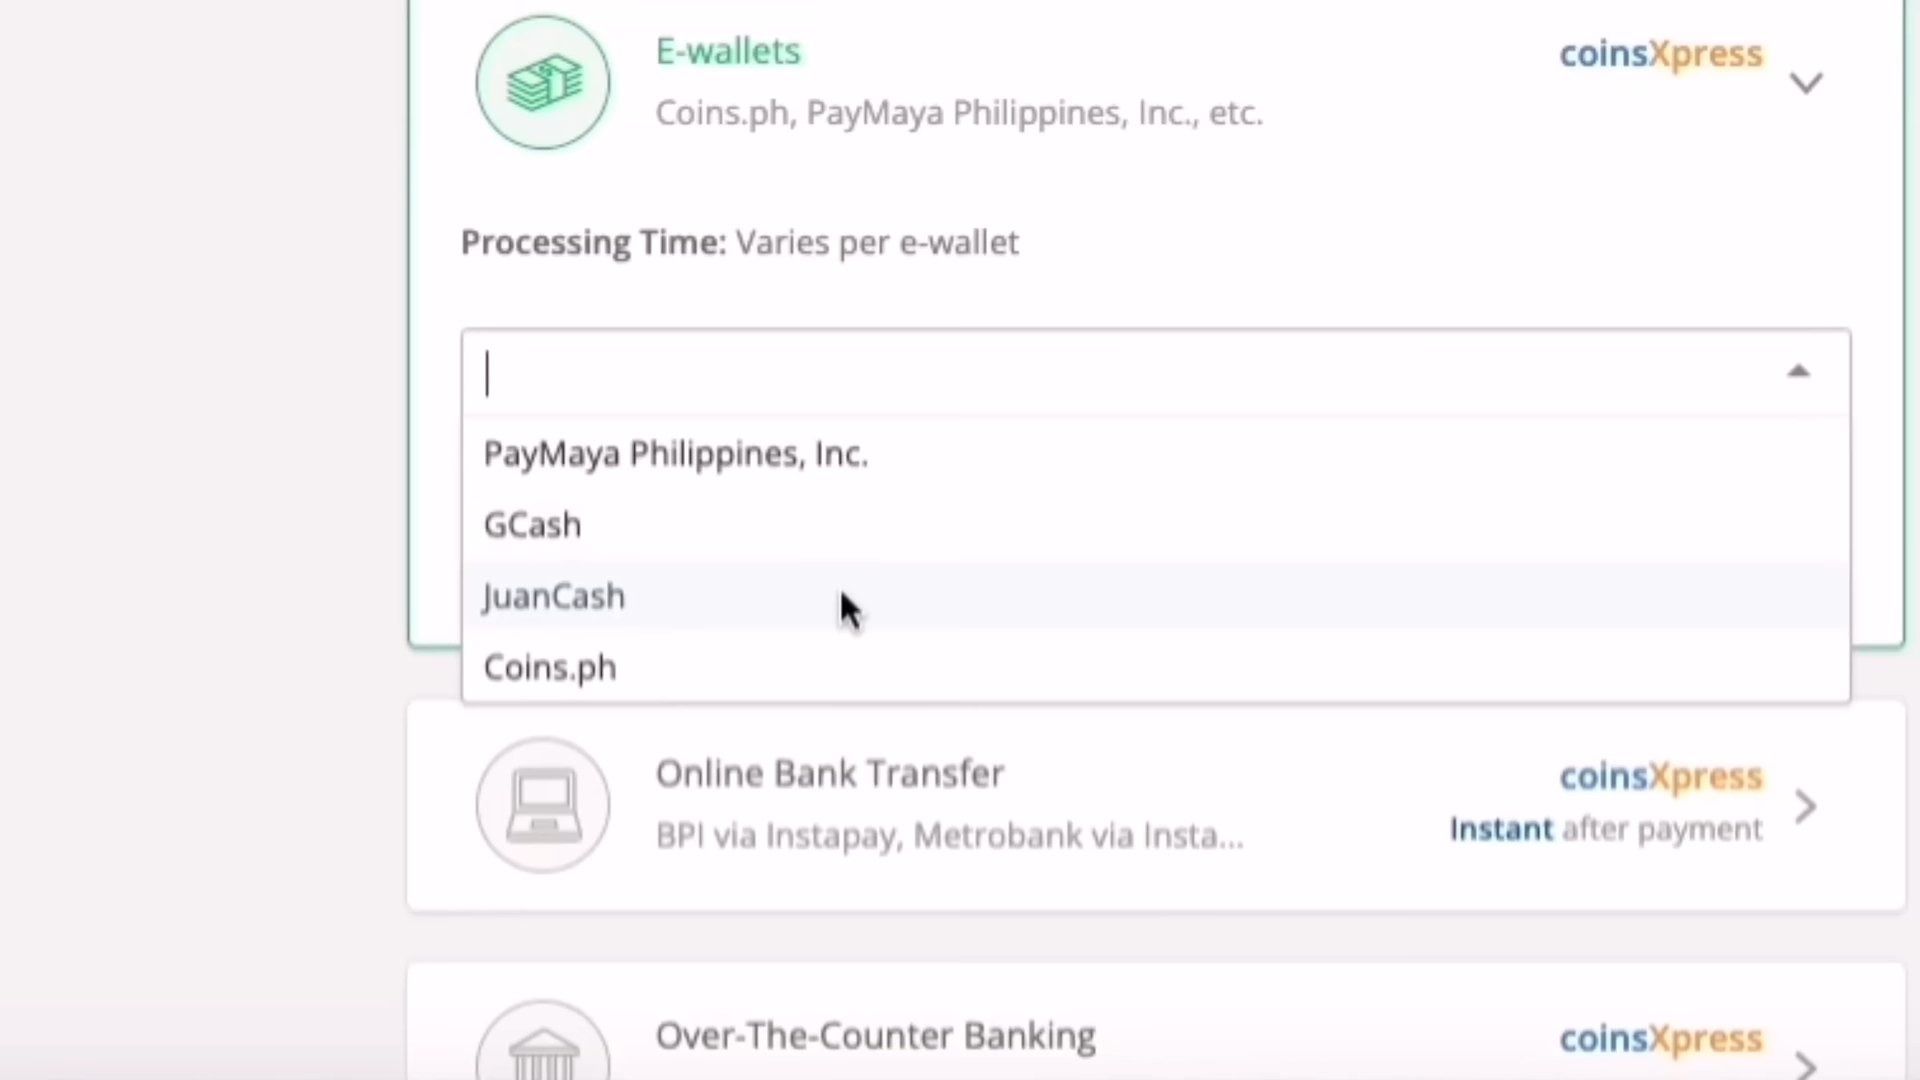 E-wallets
coinsXpress
Coins.ph, PayMaya Philippines, Inc., etc.
Processing Time: Varies per e-wallet
PayMaya Philippines, Inc.
GCash
JuanCash
Coins.ph
Online Bank Transfer
coinsXpress
BPI via Instapay, Metrobank via Insta...
Instant after payment
Over-The-Counter Banking
coinsXpress